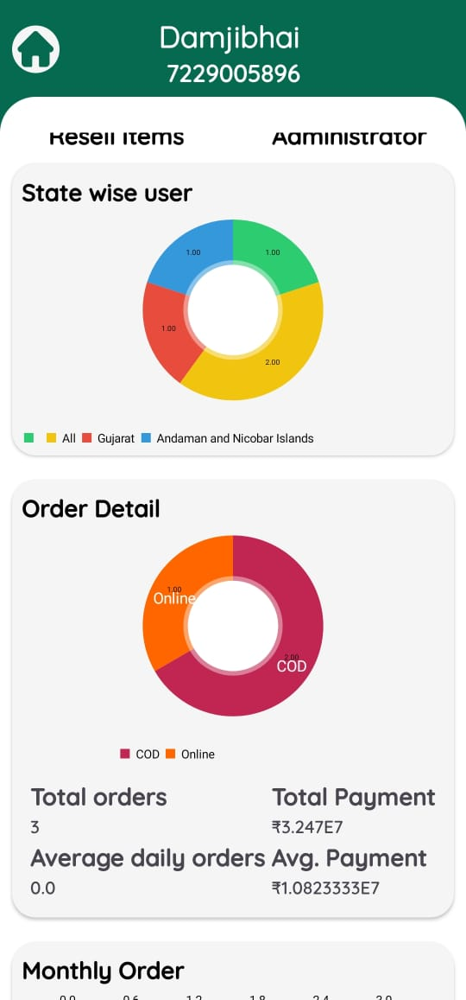 Damjibhai
7229005896
Resell Items Administrator
State wise user
1.00 1.00
1.00
2.00
All Gujarat Andaman and Nicobar Islands
Order Detail
1.00
Online
2.00
COD
COD Online
Total orders Total Payment
3 ₹3.247E7
Average daily orders Avg. Payment
0.0 ₹1.0823333E7
Monthly Order
0.0 0.6 1.2 1.8 2.4 3.0